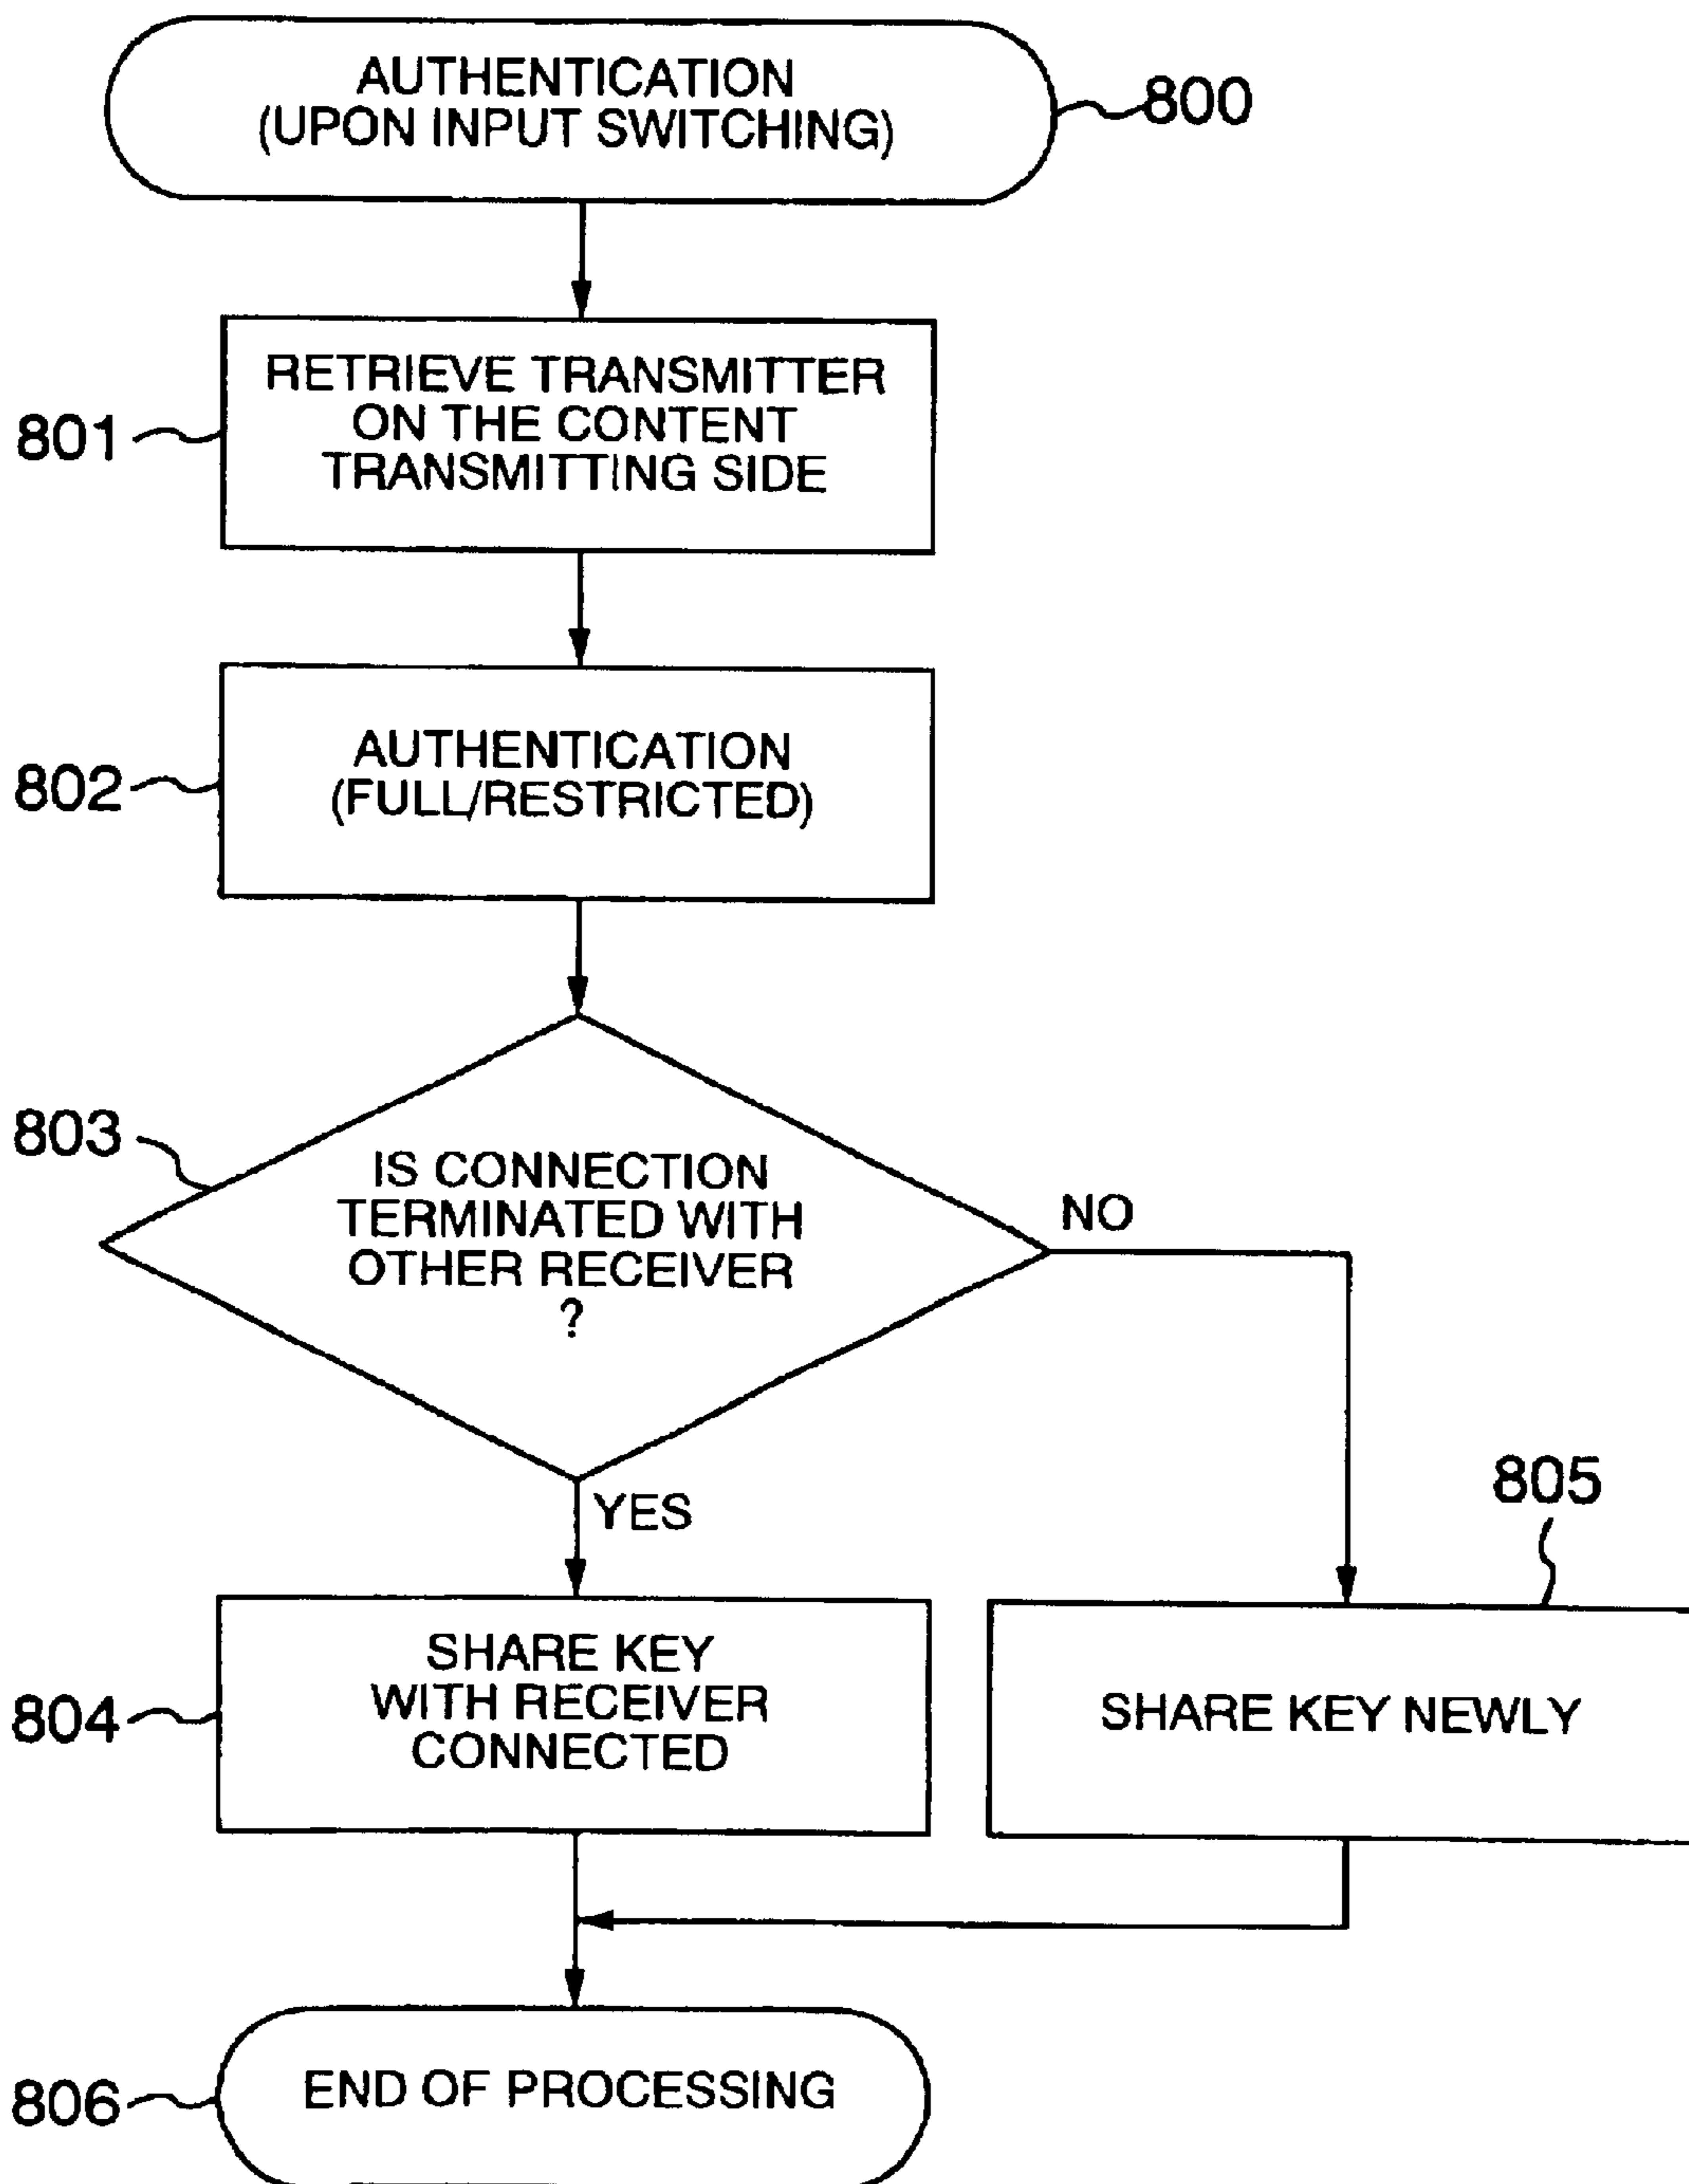 AUTHENTICATION
(UPON INPUT SWITCHING)
800
RETRIEVE TRANSMITTER
ON THE CONTENT
TRANSMITTING SIDE
801
AUTHENTICATION
(FULL/RESTRICTED)
802
803
IS CONNECTION
TERMINATED WITH
OTHER RECEIVER
?
NO
YES
805
SHARE KEY
WITH RECEIVER
CONNECTED
804
SHARE KEY NEWLY
END OF PROCESSING
806